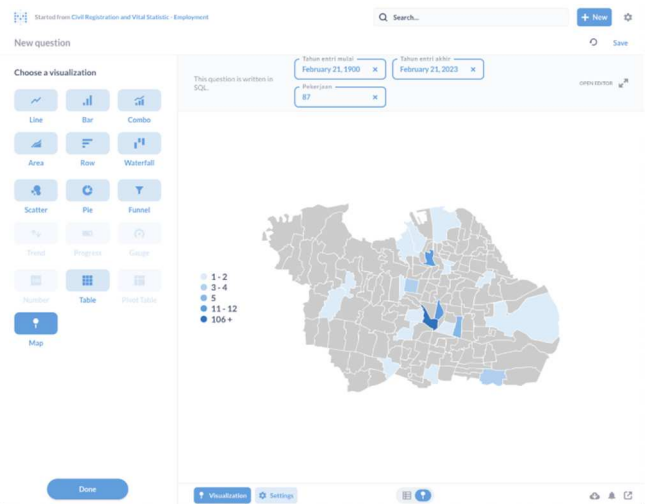 Started from Civil Registration and Vital Statistic - Employment
Search...
+ New
New question
Save
Choose a visualization
This question is written in
SQL.
Tahun entri mulai
February 21, 1900 ×
Tahun entri akhir
February 21, 2023 ×
Pekerjaan
87 ×
OPEN EDITOR
Line
Bar
Combo
Area
Row
Waterfall
Scatter
Pie
Funnel
Trend
Progress
Gauge
Number
Table
Pivot Table
Map
1 - 2
3 - 4
5
11 - 12
106 +
Done
Visualization
Settings